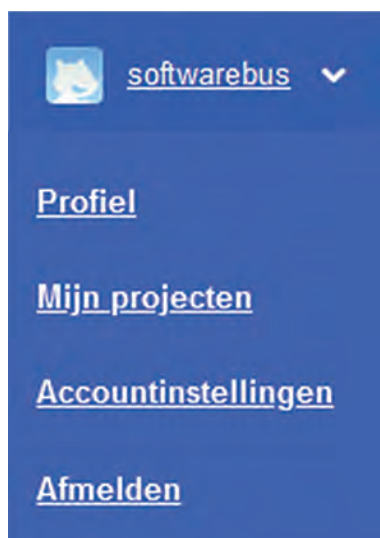 softwarebus
Profiel
Mijn projecten
Accountinstellingen
Afmelden